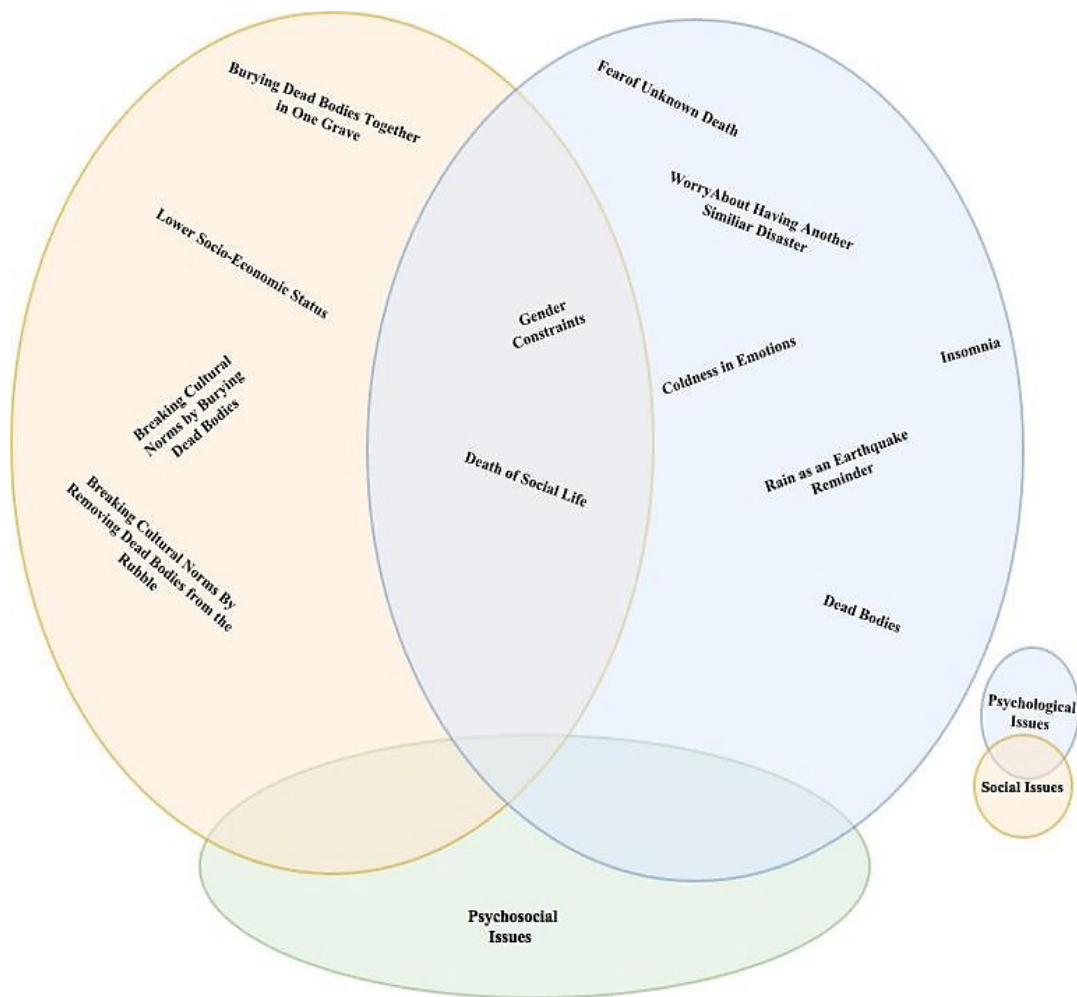 Burying Dead Bodies Together
in One Grave
Lower Socio-Economic Status
Breaking Cultural
Norms by Burying
Dead Bodies
Breaking Cultural Norms By
Removing Dead Bodies from the
Rubble
Gender
Constraints
Death of Social Life
Fearof Unknown Death
WorryAbout Having Another
Similiar Disaster
Coldness in Emotions
Insomnia
Rain as an Earthquake
Reminder
Dead Bodies
Psychological
Issues
Social Issues
Psychosocial
Issues